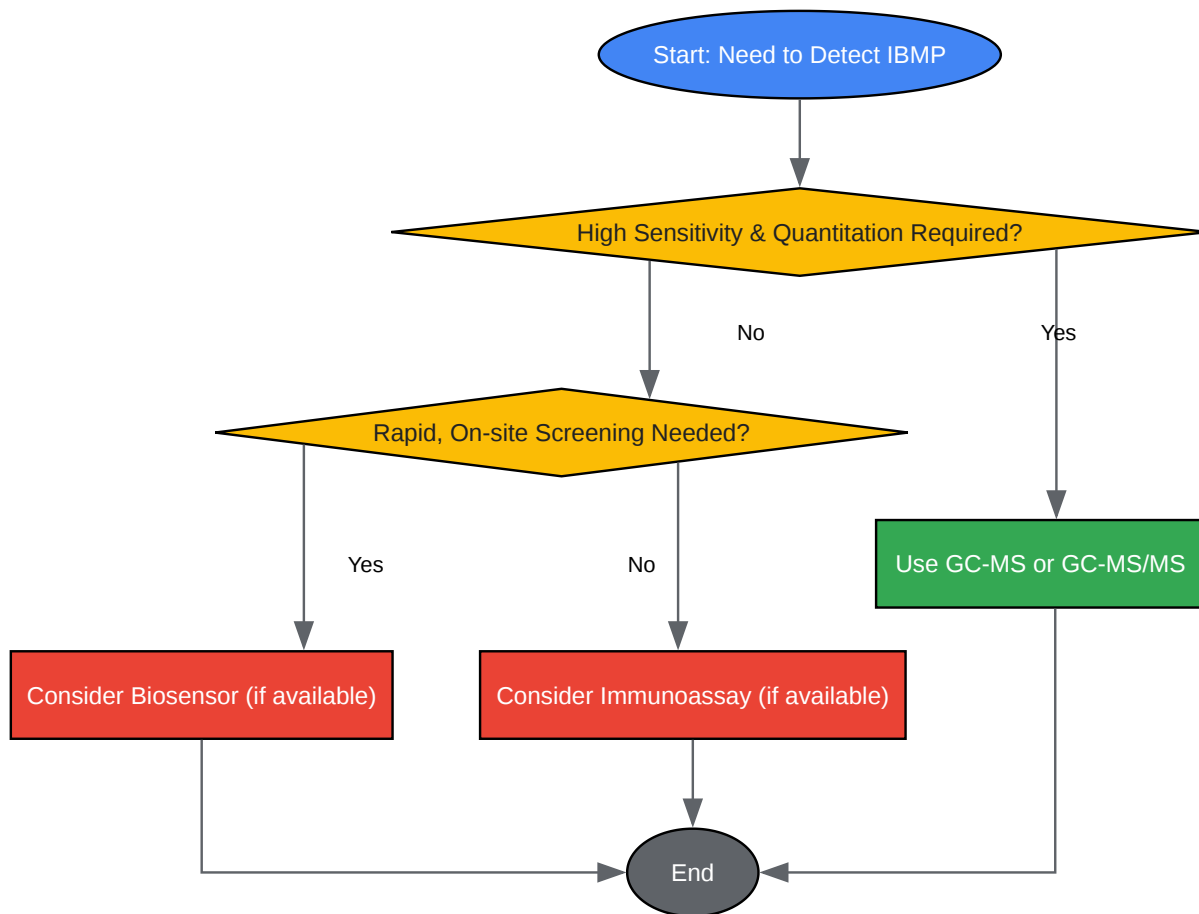 Start: Need to Detect IBMP
High Sensitivity & Quantitation Required?
No
Yes
Rapid, On-site Screening Needed?
Yes
No
Use GC-MS or GC-MS/MS
Consider Biosensor (if available)
Consider Immunoassay (if available)
End